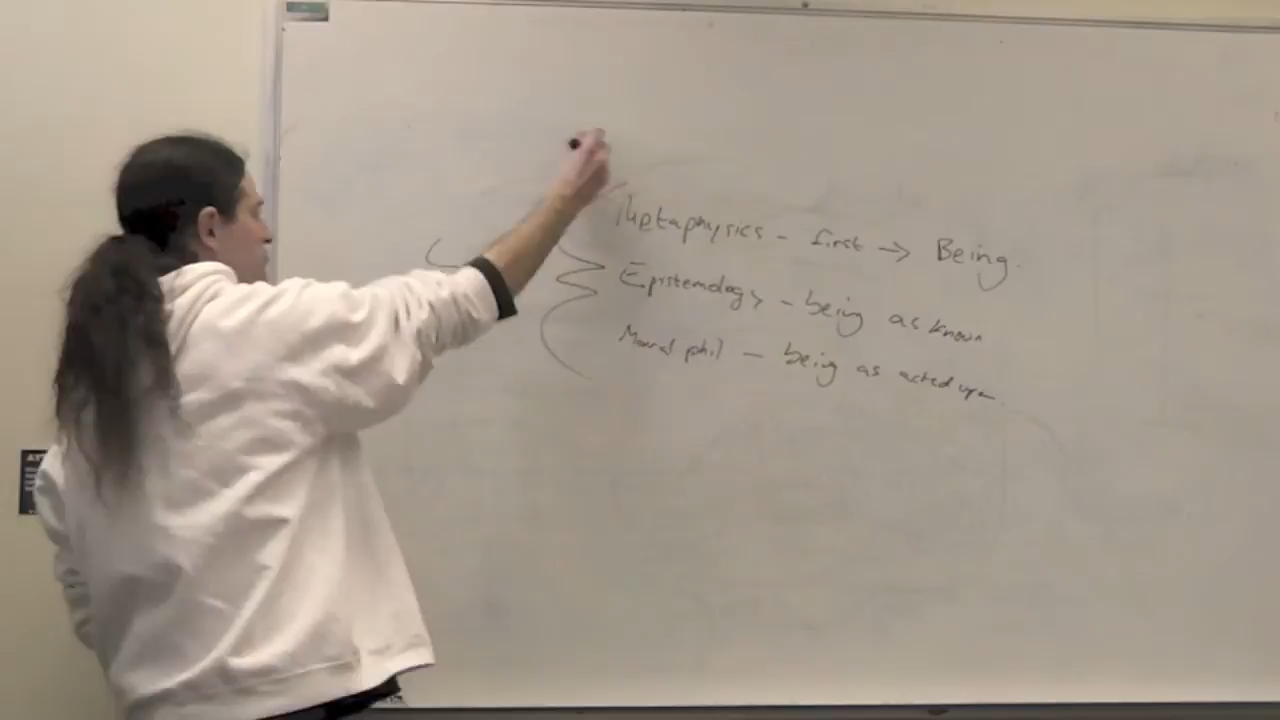 Metaphysics - first → Being.
Epistemology - being as known
Moral phil - being as acted upon.